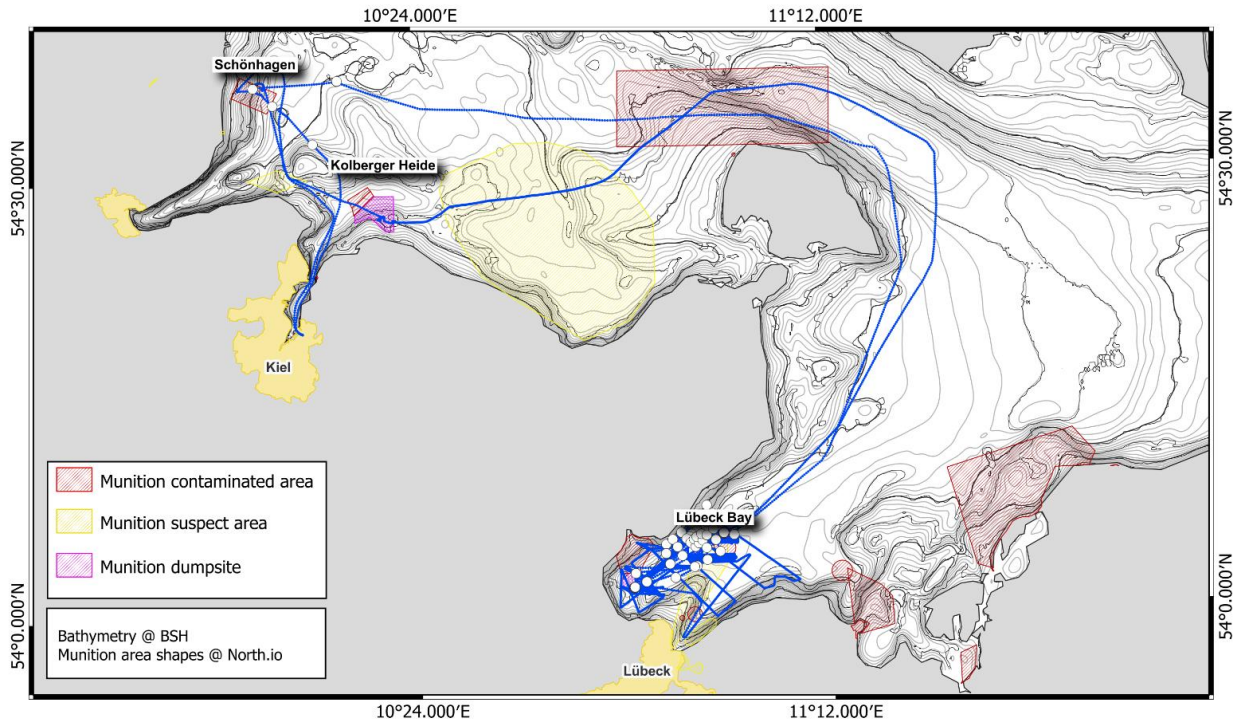 10°24.000′E
11°12.000′E
Schönhagen
Kolberger Heide
54°30.000′N
54°30.000′N
Kiel
Munition contaminated area
Munition suspect area
Munition dumpsite
Lübeck Bay
Bathymetry @ BSH
Munition area shapes @ North.io
54°0.000′N
54°0.000′N
Lübeck
10°24.000′E
11°12.000′E